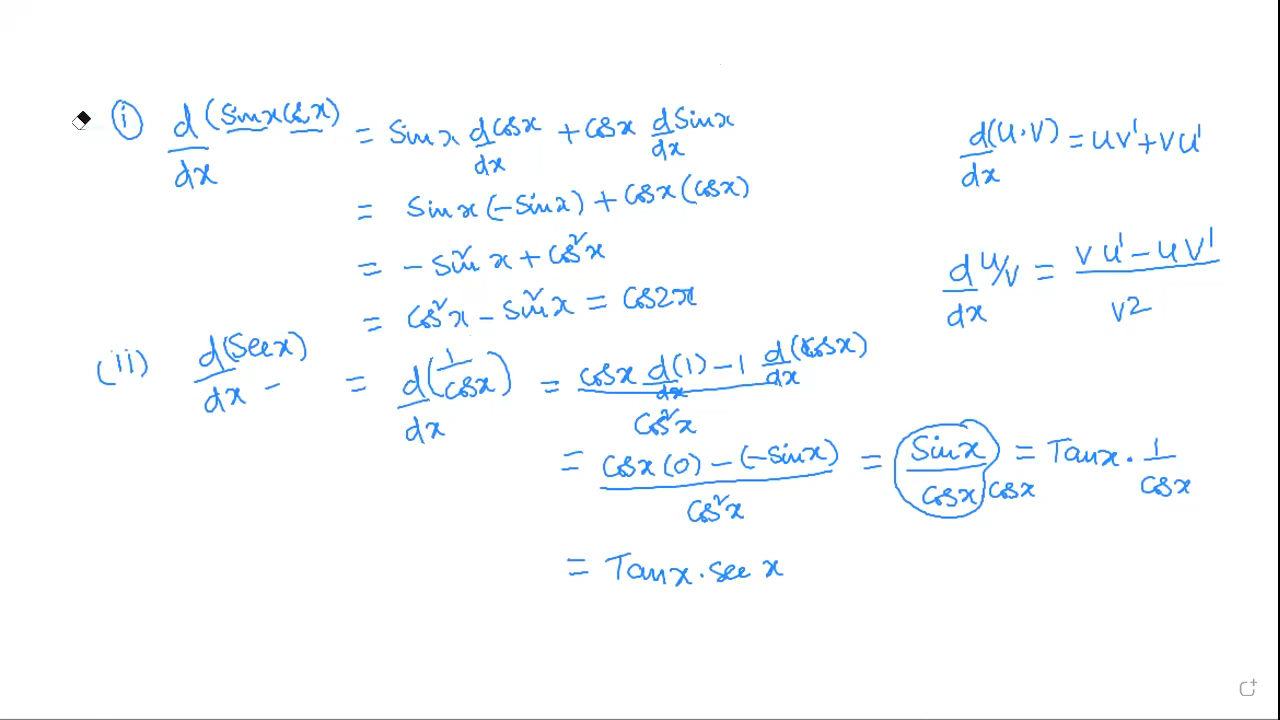 (i) d/dx (Sinx Cosx) = Sinx d/dx Cosx + Cosx d/dx Sinx
= Sinx (-Sinx) + Cosx (Cosx)
= - Sin²x + Cos²x
= Cos²x - Sin²x = Cos2x
d/dx (U.V) = UV' + VU'
d/dx U/V = (VU' - UV')/V2
(ii) d/dx (Secx) - = d/dx (1/Cosx) = (Cosx d/dx (1) - 1 d/dx (Cosx))/Cos²x
= (Cosx (0) - (-Sinx))/Cos²x = Sinx/(Cosx Cosx) = Tanx . 1/Cosx
= Tanx . Sec x